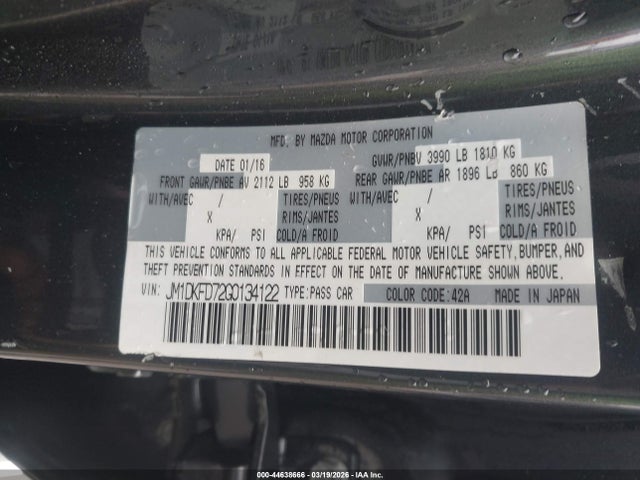 MFD. BY MAZDA MOTOR CORPORATION
DATE 01/16 GVWR/PNBV 3990 LB 1810 KG
FRONT GAWR/PNBE AV 2112 LB 958 KG REAR GAWR/PNBE AR 1896 LB 860 KG
WITH/AVEC / TIRES/PNEUS WITH/AVEC / TIRES/PNEUS
X RIMS/JANTES X RIMS/JANTES
KPA/ PSI COLD/A FROID KPA/ PSI COLD/A FROID
THIS VEHICLE CONFORMS TO ALL APPLICABLE FEDERAL MOTOR VEHICLE SAFETY, BUMPER, AND
THEFT PREVENTION STANDARDS IN EFFECT ON THE DATE OF MANUFACTURE SHOWN ABOVE.
VIN: JM1DKFD72G0134122 TYPE: PASS CAR COLOR CODE: 42A MADE IN JAPAN
000-44638666 - 03/19/2026 - IAA Inc.